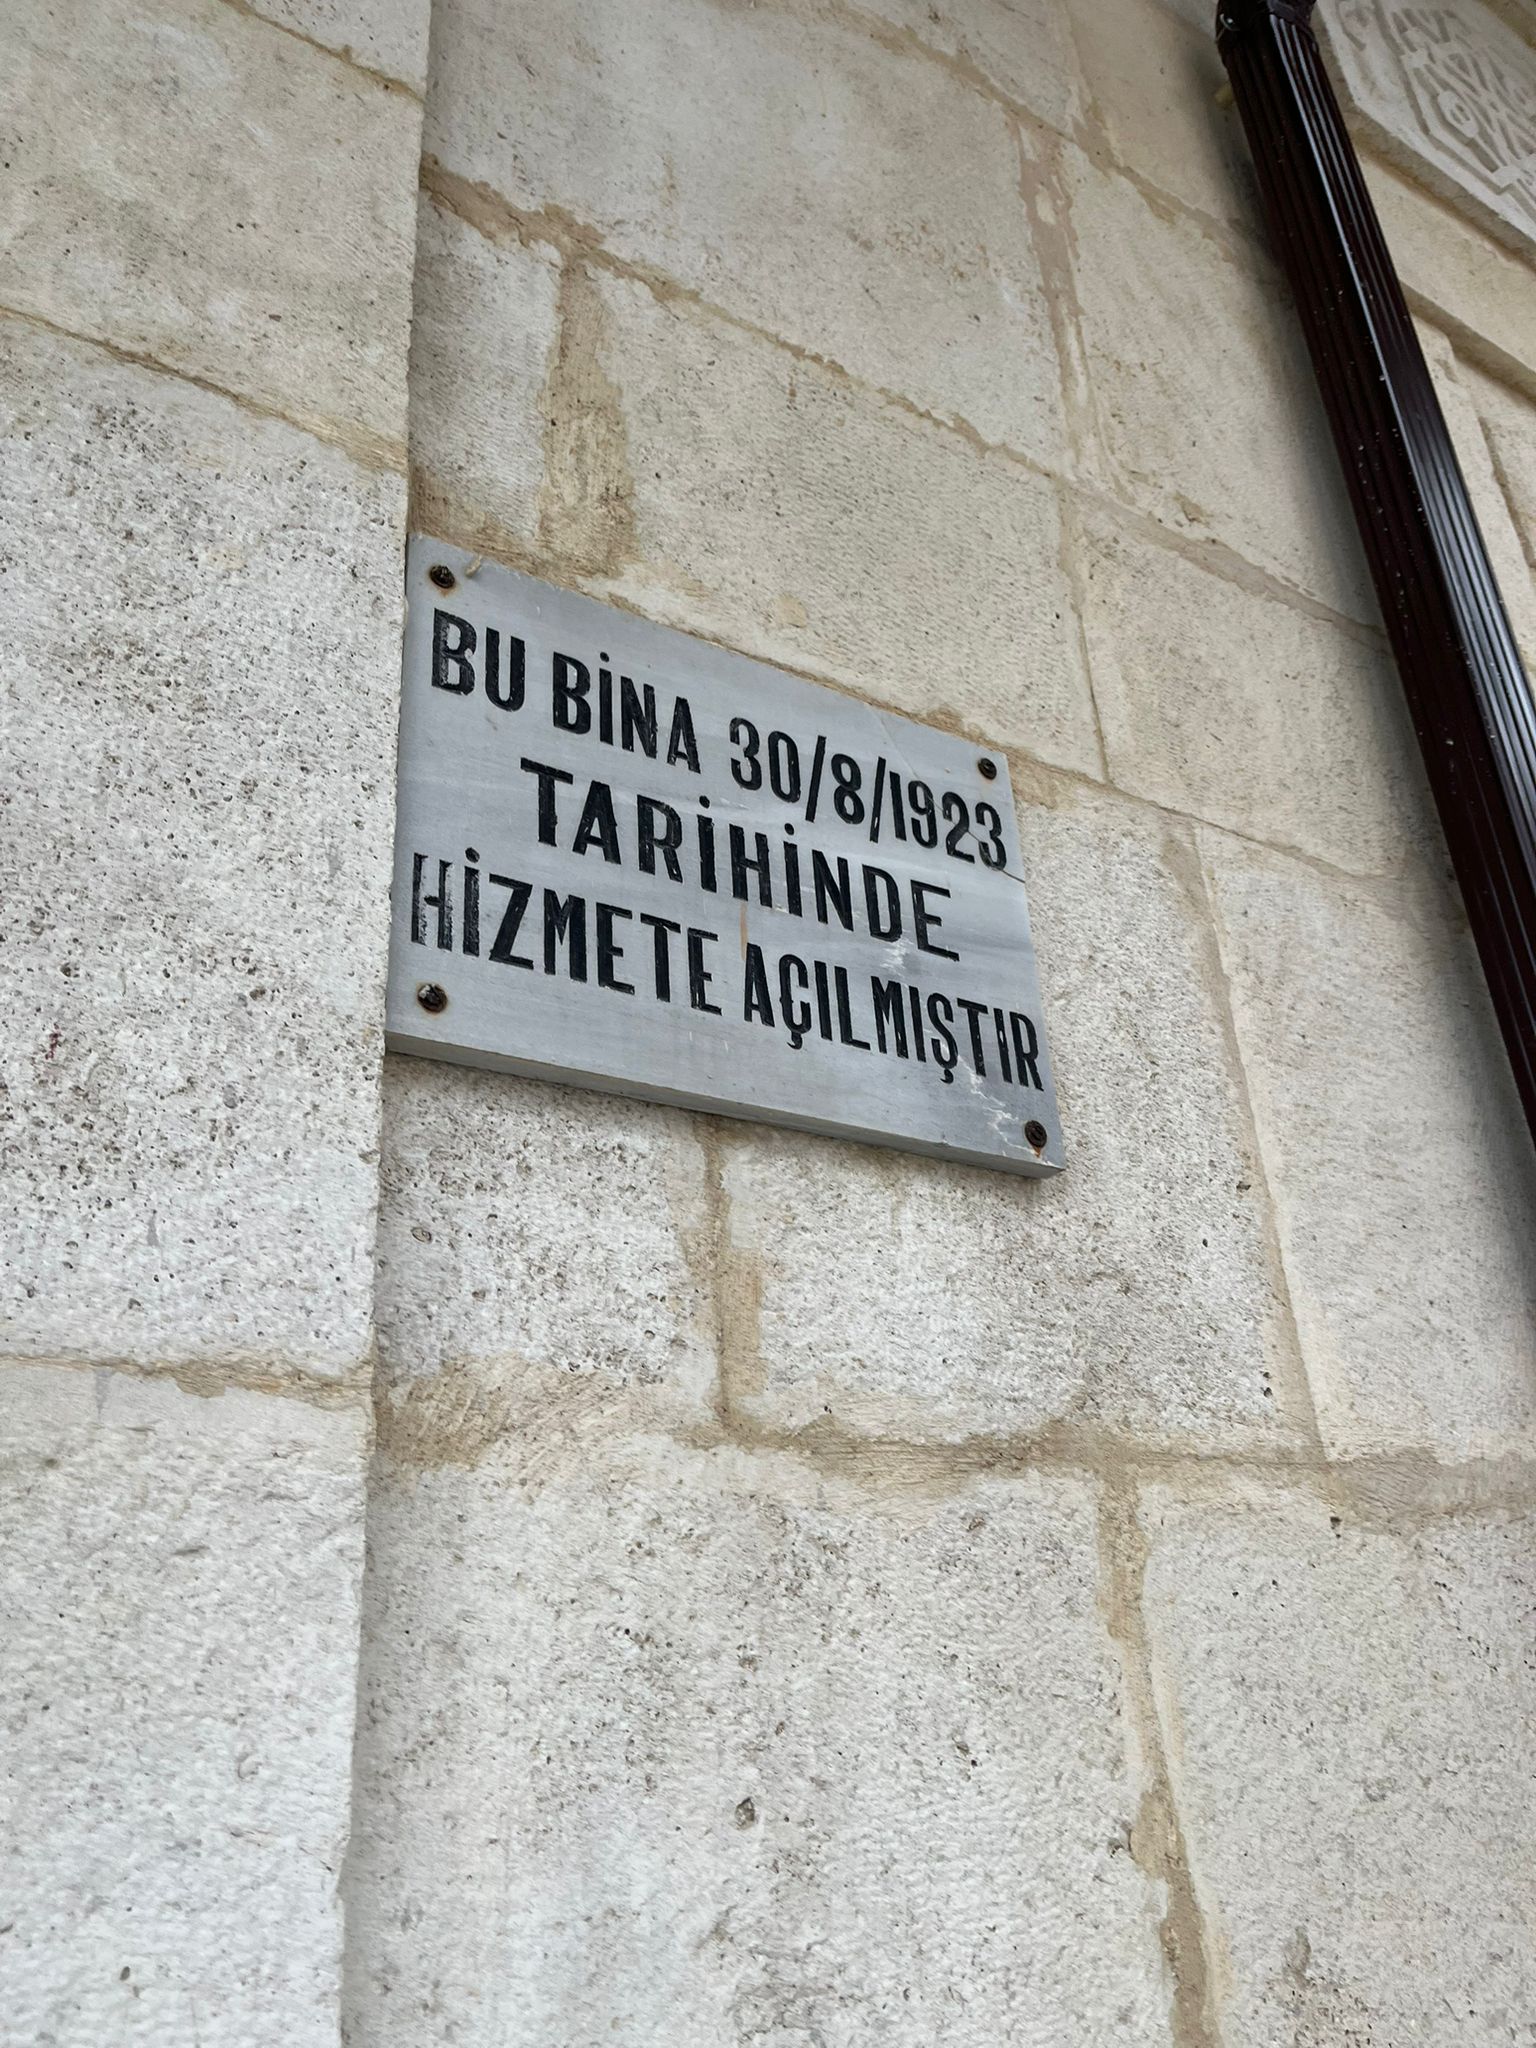 BU BİNA 30/8/1923
TARİHİNDE
HİZMETE AÇILMIŞTIR